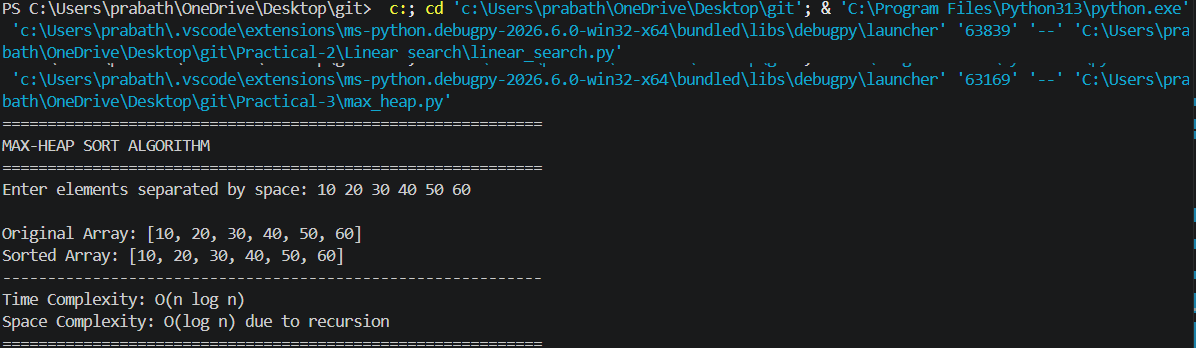 PS C:\Users\prabath\OneDrive\Desktop\git>  c:; cd 'c:\Users\prabath\OneDrive\Desktop\git'; & 'C:\Program Files\Python313\python.exe'
'c:\Users\prabath\.vscode\extensions\ms-python.debugpy-2026.6.0-win32-x64\bundled\libs\debugpy\launcher' '63839' '--' 'C:\Users\pra
bath\OneDrive\Desktop\git\Practical-2\Linear search\linear_search.py'
'c:\Users\prabath\.vscode\extensions\ms-python.debugpy-2026.6.0-win32-x64\bundled\libs\debugpy\launcher' '63169' '--' 'C:\Users\pra
bath\OneDrive\Desktop\git\Practical-3\max_heap.py'
============================================================
MAX-HEAP SORT ALGORITHM
============================================================
Enter elements separated by space: 10 20 30 40 50 60
Original Array: [10, 20, 30, 40, 50, 60]
Sorted Array: [10, 20, 30, 40, 50, 60]
------------------------------------------------------------
Time Complexity: O(n log n)
Space Complexity: O(log n) due to recursion
============================================================